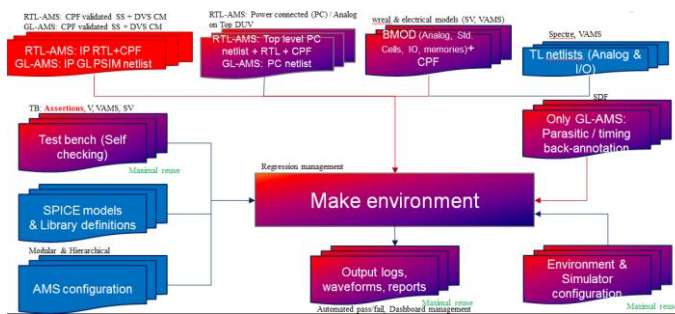 RTL-AMS: CPF validated SS + DVS CM
GL-AMS: CPF validated SS + DVS CM
RTL-AMS: IP RTL+CPF
GL-AMS: IP GL PSIM netlist
RTL-AMS: Power connected (PC) / Analog
on Top DUV
RTL-AMS: Top level PC
netlist + RTL + CPF
GL-AMS: PC netlist
wreal & electrical models (SV, VAMS)
BMOD (Analog, Std.
Cells, IO, memories)+
CPF
Spectre, VAMS
TL netlists (Analog &
I/O)
TB: Assertions, V, VAMS, SV
Test bench (Self
checking)
Maximal reuse
SDF
Only GL-AMS:
Parasitic / timing
back-annotation
Regression management
Make environment
SPICE models
& Library definitions
Modular & Hierarchical
AMS configuration
Output logs,
waveforms, reports
Maximal reuse
Automated pass/fail, Dashboard management
Environment &
Simulator
configuration
Maximal reuse